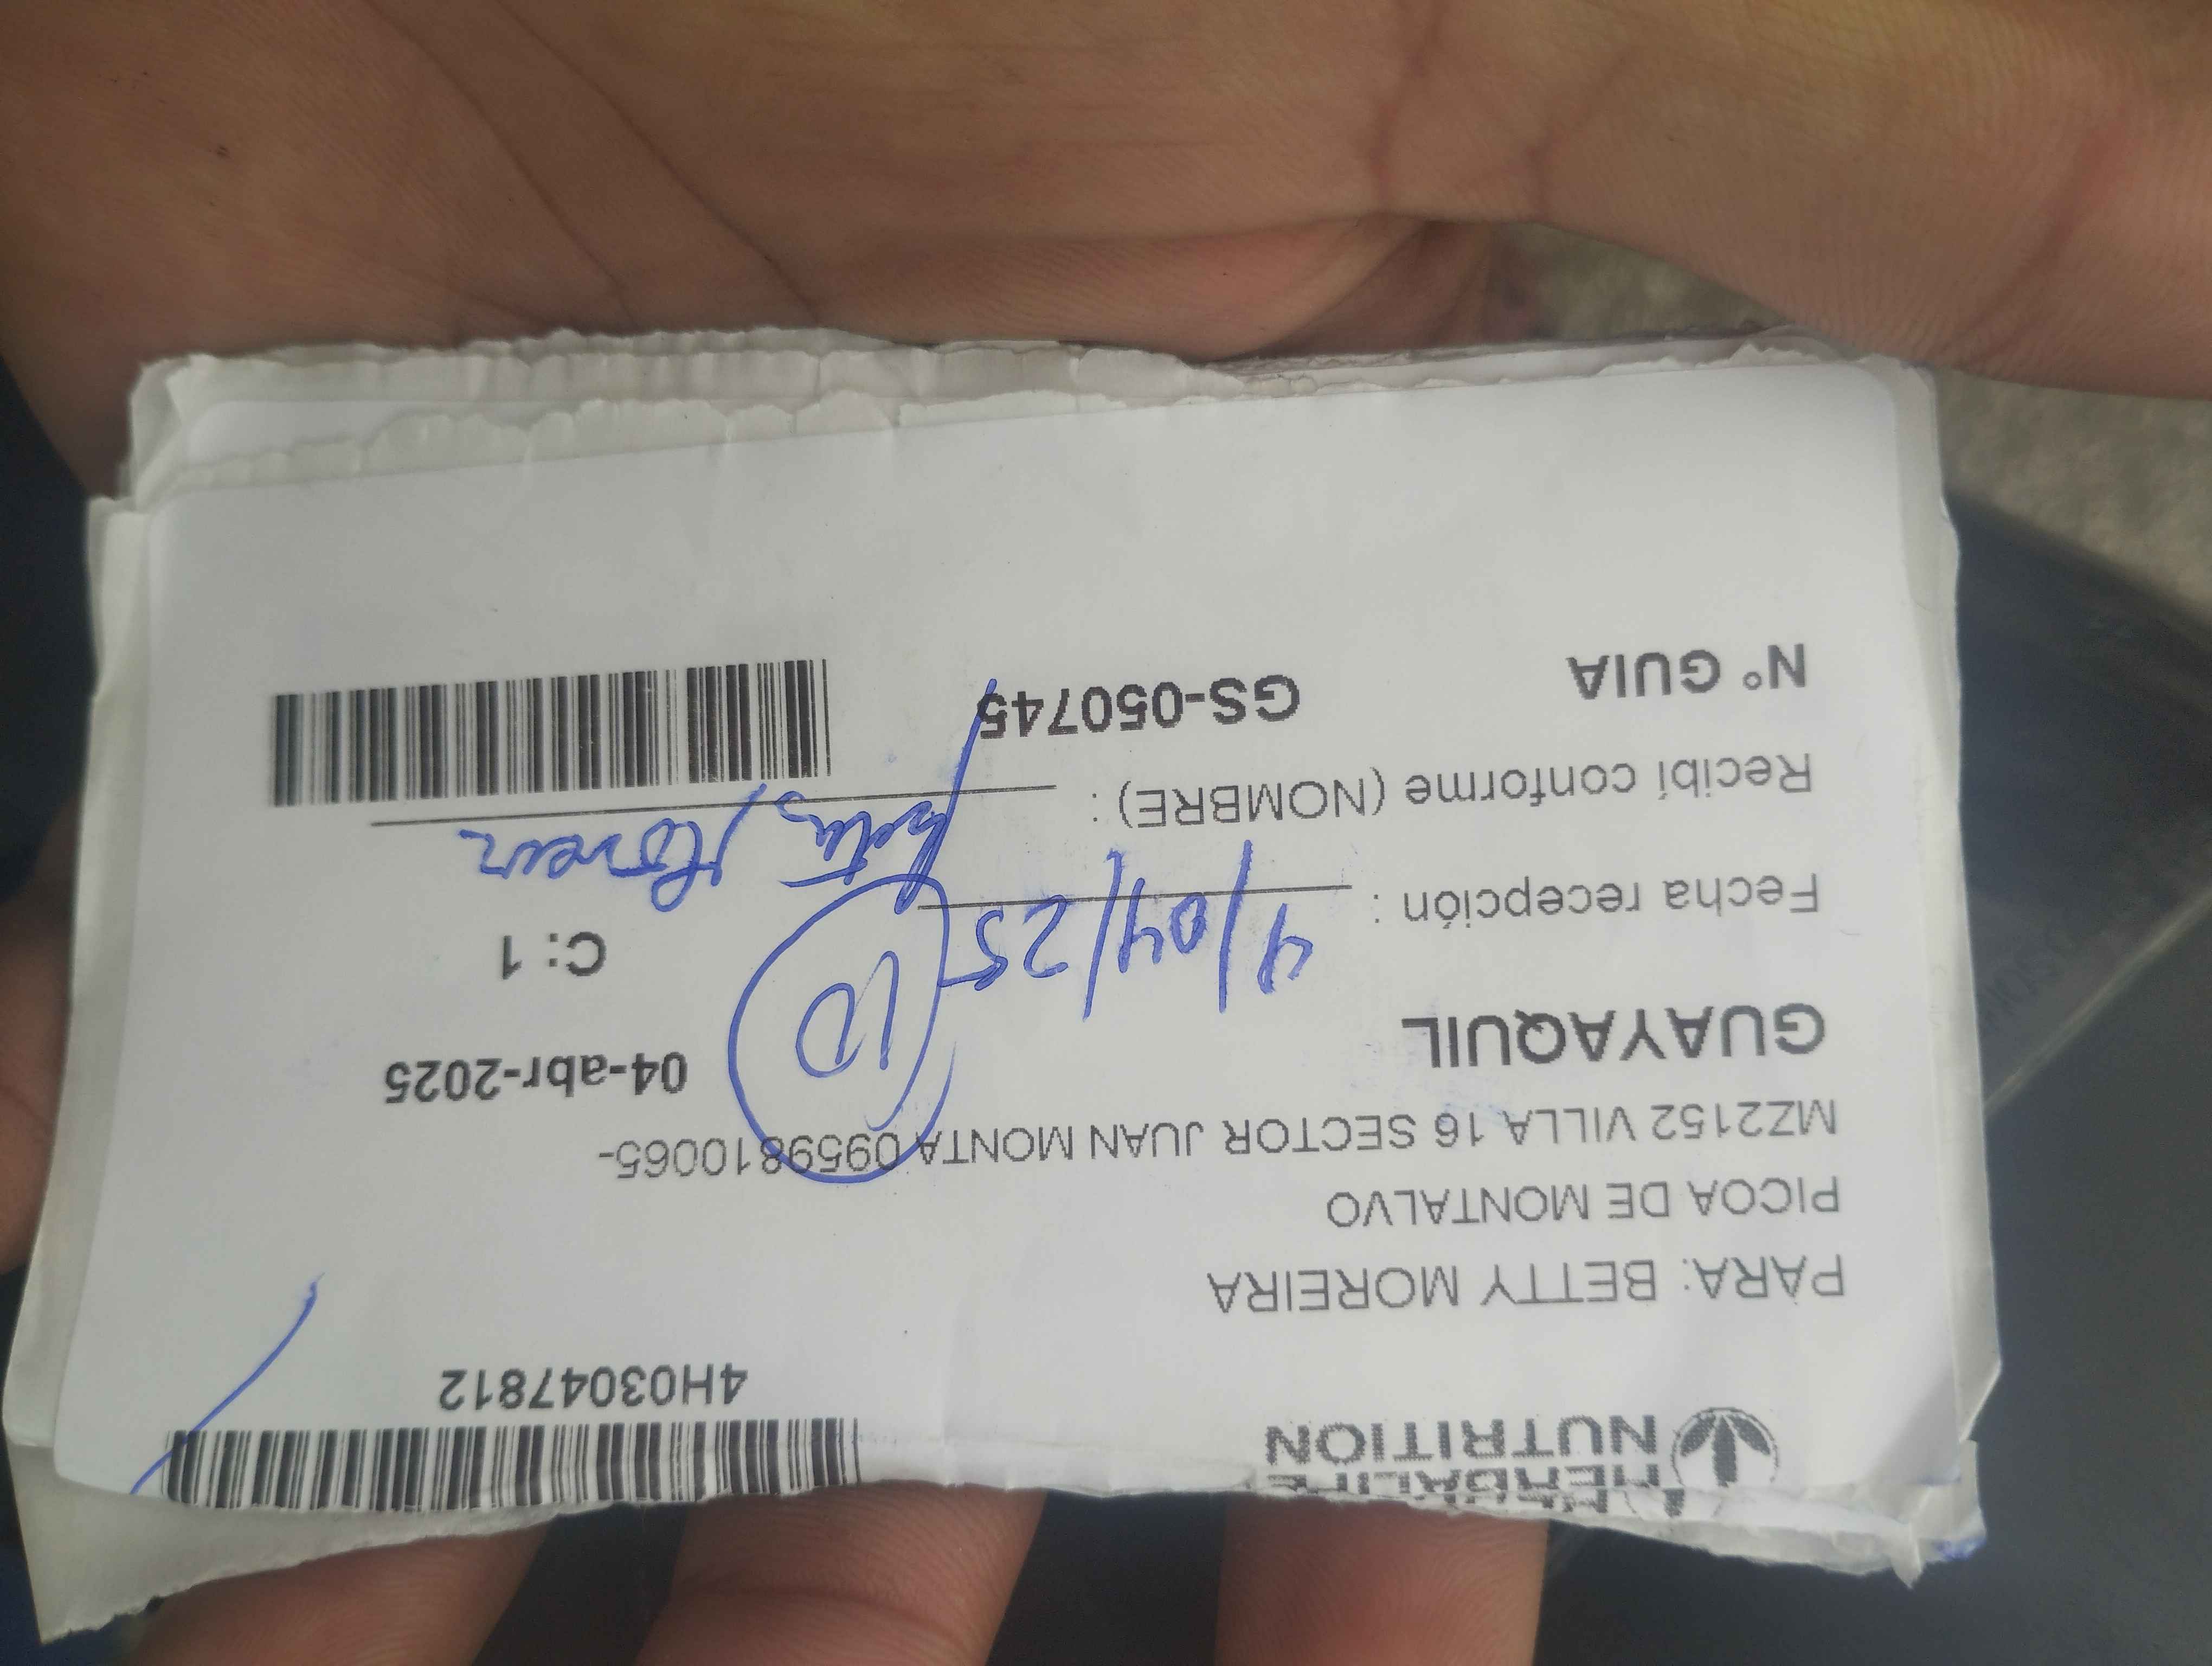 HERBALIFE
NUTRITION
4H03047812
PARA: BETTY MOREIRA
PICOA DE MONTALVO
MZ2152 VILLA 16 SECTOR JUAN MONTA 0959810065-
GUAYAQUIL
04-abr-2025
10
C: 1
Fecha recepción : 4/04/25
Recibí conforme (NOMBRE) :
N° GUIA GS-050745